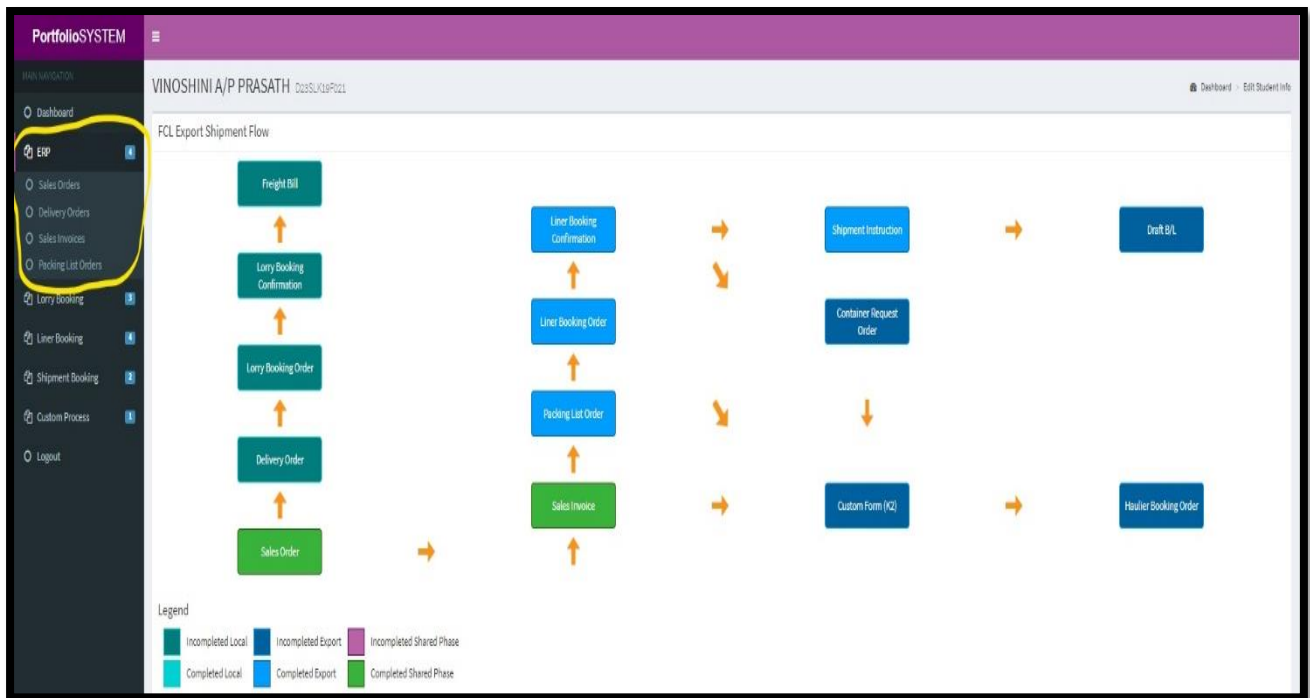 PortfolioSYSTEM
MAIN NAVIGATION
Dashboard
ERP 4
Sales Orders
Delivery Orders
Sales Invoices
Packing List Orders
Lorry Booking 3
Liner Booking 4
Shipment Booking 2
Custom Process 1
Logout
VINOSHINI A/P PRASATH D23SLK19F021
Dashboard > Edit Student Info
FCL Export Shipment Flow
Freight Bill
Lorry Booking
Confirmation
Lorry Booking Order
Delivery Order
Sales Order
Liner Booking
Confirmation
Liner Booking Order
Packing List Order
Sales Invoice
Shipment Instruction
Container Request
Order
Custom Form (K2)
Draft B/L
Haulier Booking Order
Legend
Incompleted Local Incompleted Export Incompleted Shared Phase
Completed Local Completed Export Completed Shared Phase